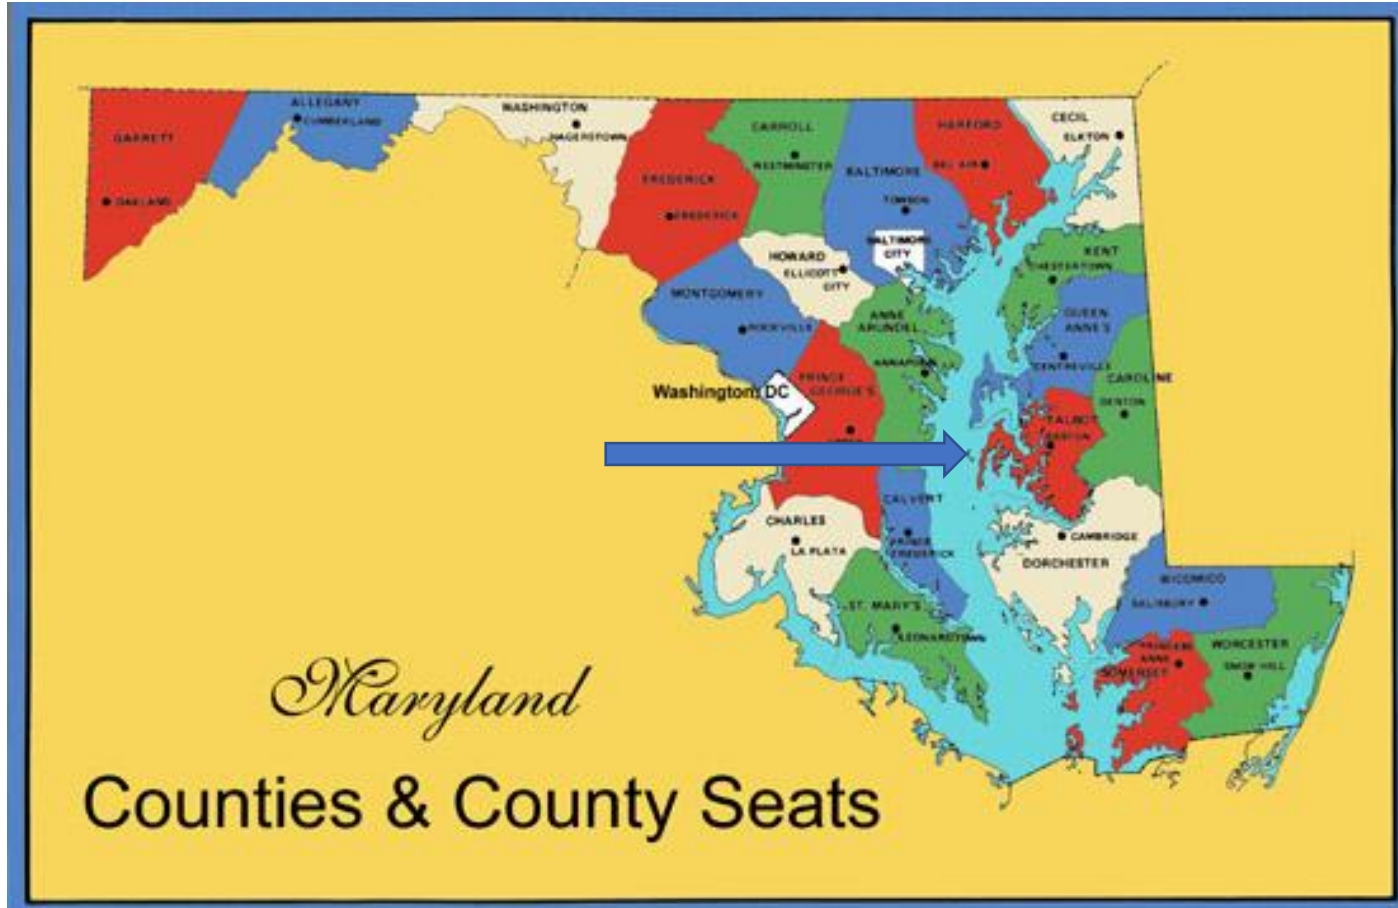 GARRETT
OAKLAND
ALLEGANY
CUMBERLAND
WASHINGTON
HAGERSTOWN
FREDERICK
FREDERICK
CARROLL
WESTMINSTER
BALTIMORE
TOWSON
BALTIMORE
CITY
HARFORD
BEL AIR
CECIL
ELKTON
HOWARD
ELLICOTT
CITY
MONTGOMERY
ROCKVILLE
ANNE
ARUNDEL
ANNAPOLIS
KENT
CHESTERTOWN
QUEEN
ANNE'S
CENTREVILLE
CAROLINE
DENTON
Washington, DC
PRINCE
GEORGE'S
TALBOT
EASTON
CALVERT
PRINCE
FREDERICK
CHARLES
LA PLATA
CAMBRIDGE
DORCHESTER
ST. MARY'S
LEONARDTOWN
WICOMICO
SALISBURY
PRINCESS
ANNE
SOMERSET
WORCESTER
SNOW HILL
Maryland
Counties & County Seats